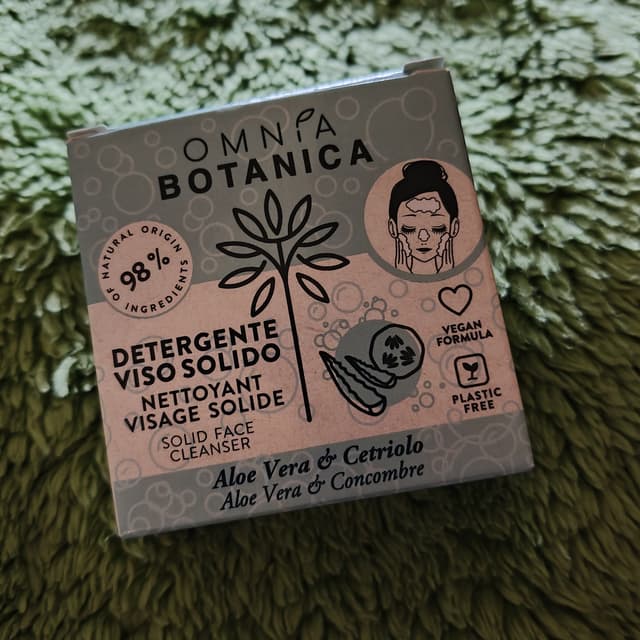 OMNIA
BOTANICA
98%
NATURAL ORIGIN
OF INGREDIENTS
DETERGENTE
VISO SOLIDO
NETTOYANT
VISAGE SOLIDE
SOLID FACE
CLEANSER
VEGAN
FORMULA
PLASTIC
FREE
Aloe Vera & Cetriolo
Aloe Vera & Concombre